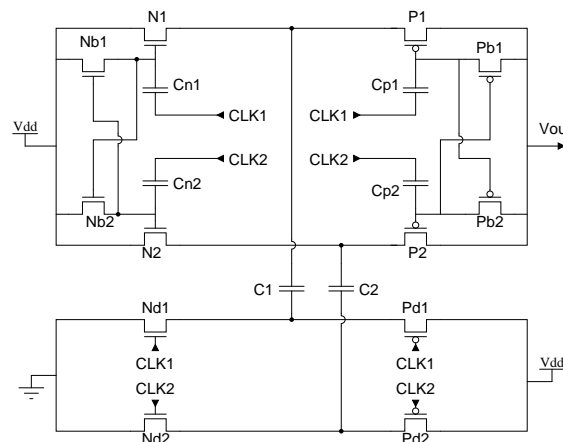 N1
P1
Nb1
Pb1
Cn1
Cp1
CLK1
CLK1
Vdd
Vou
CLK2
CLK2
Cn2
Cp2
Nb2
Pb2
N2
P2
C1
C2
Nd1
Pd1
CLK1
CLK1
Vdd
CLK2
CLK2
Nd2
Pd2